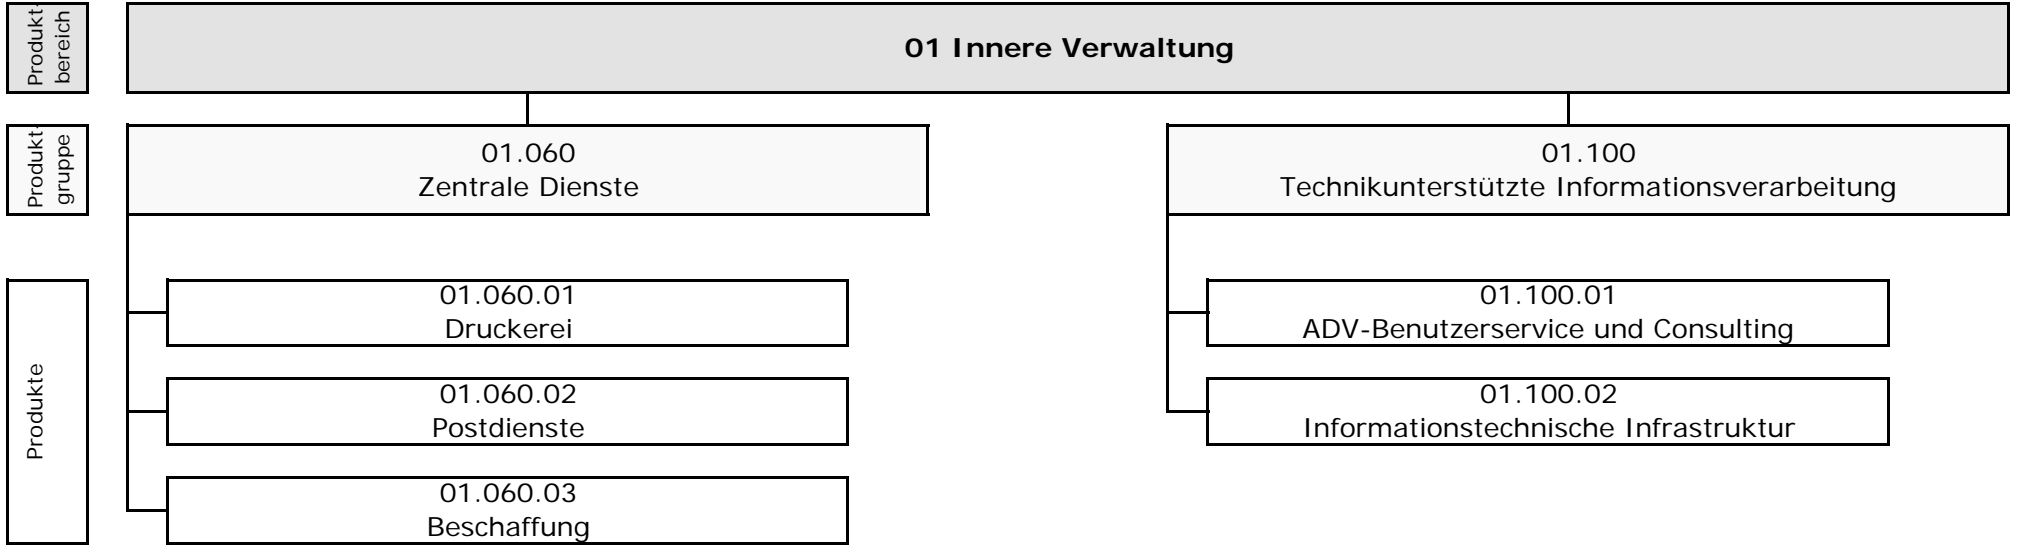 Produkt-
bereich
01 Innere Verwaltung
Produkt-
gruppe
01.060
Zentrale Dienste
01.100
Technikunterstützte Informationsverarbeitung
Produkte
01.060.01
Druckerei
01.100.01
ADV-Benutzerservice und Consulting
01.060.02
Postdienste
01.100.02
Informationstechnische Infrastruktur
01.060.03
Beschaffung